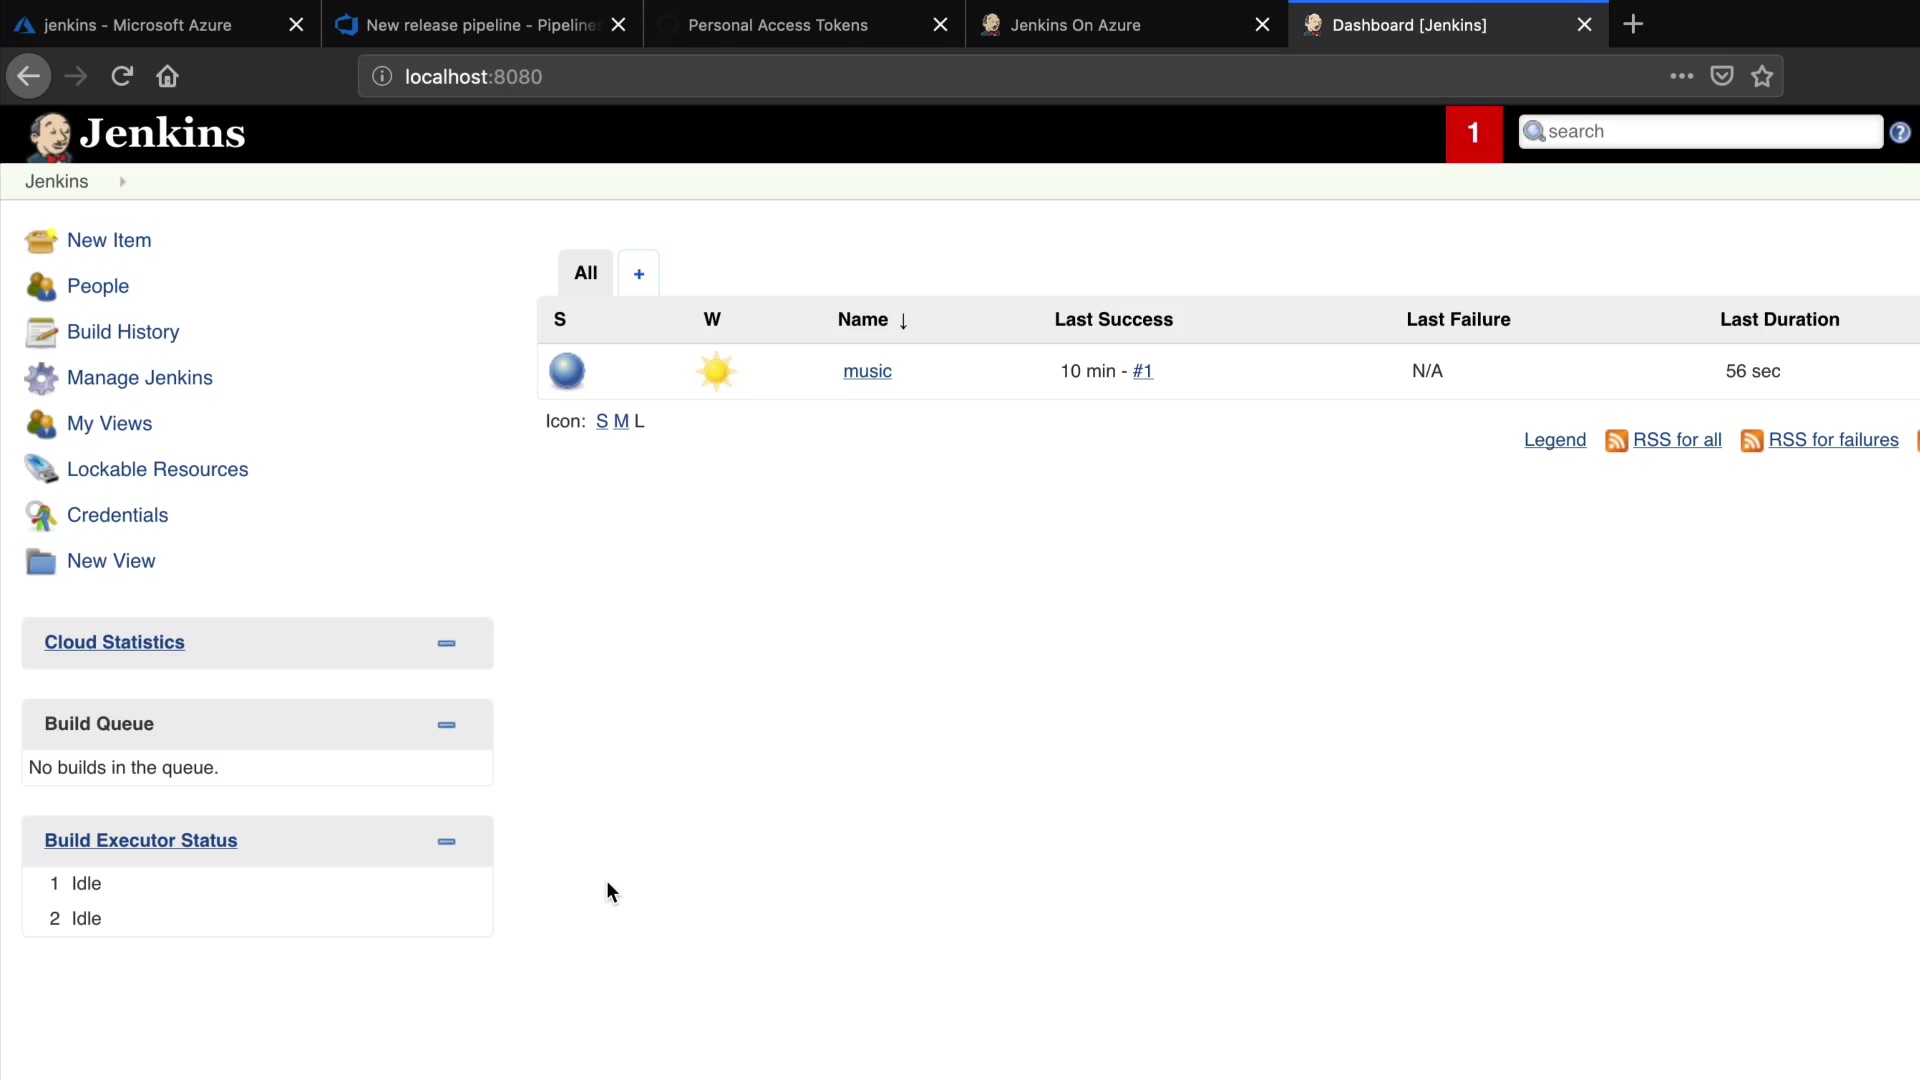 jenkins - Microsoft Azure
New release pipeline - Pipelines
Personal Access Tokens
Jenkins On Azure
Dashboard [Jenkins]
localhost:8080
Jenkins
1
search
Jenkins
New Item
People
Build History
Manage Jenkins
My Views
Lockable Resources
Credentials
New View
Cloud Statistics
Build Queue
No builds in the queue.
Build Executor Status
1 Idle
2 Idle
All +
S W Name ↓ Last Success Last Failure Last Duration
music 10 min - #1 N/A 56 sec
Icon: S M L
Legend RSS for all RSS for failures